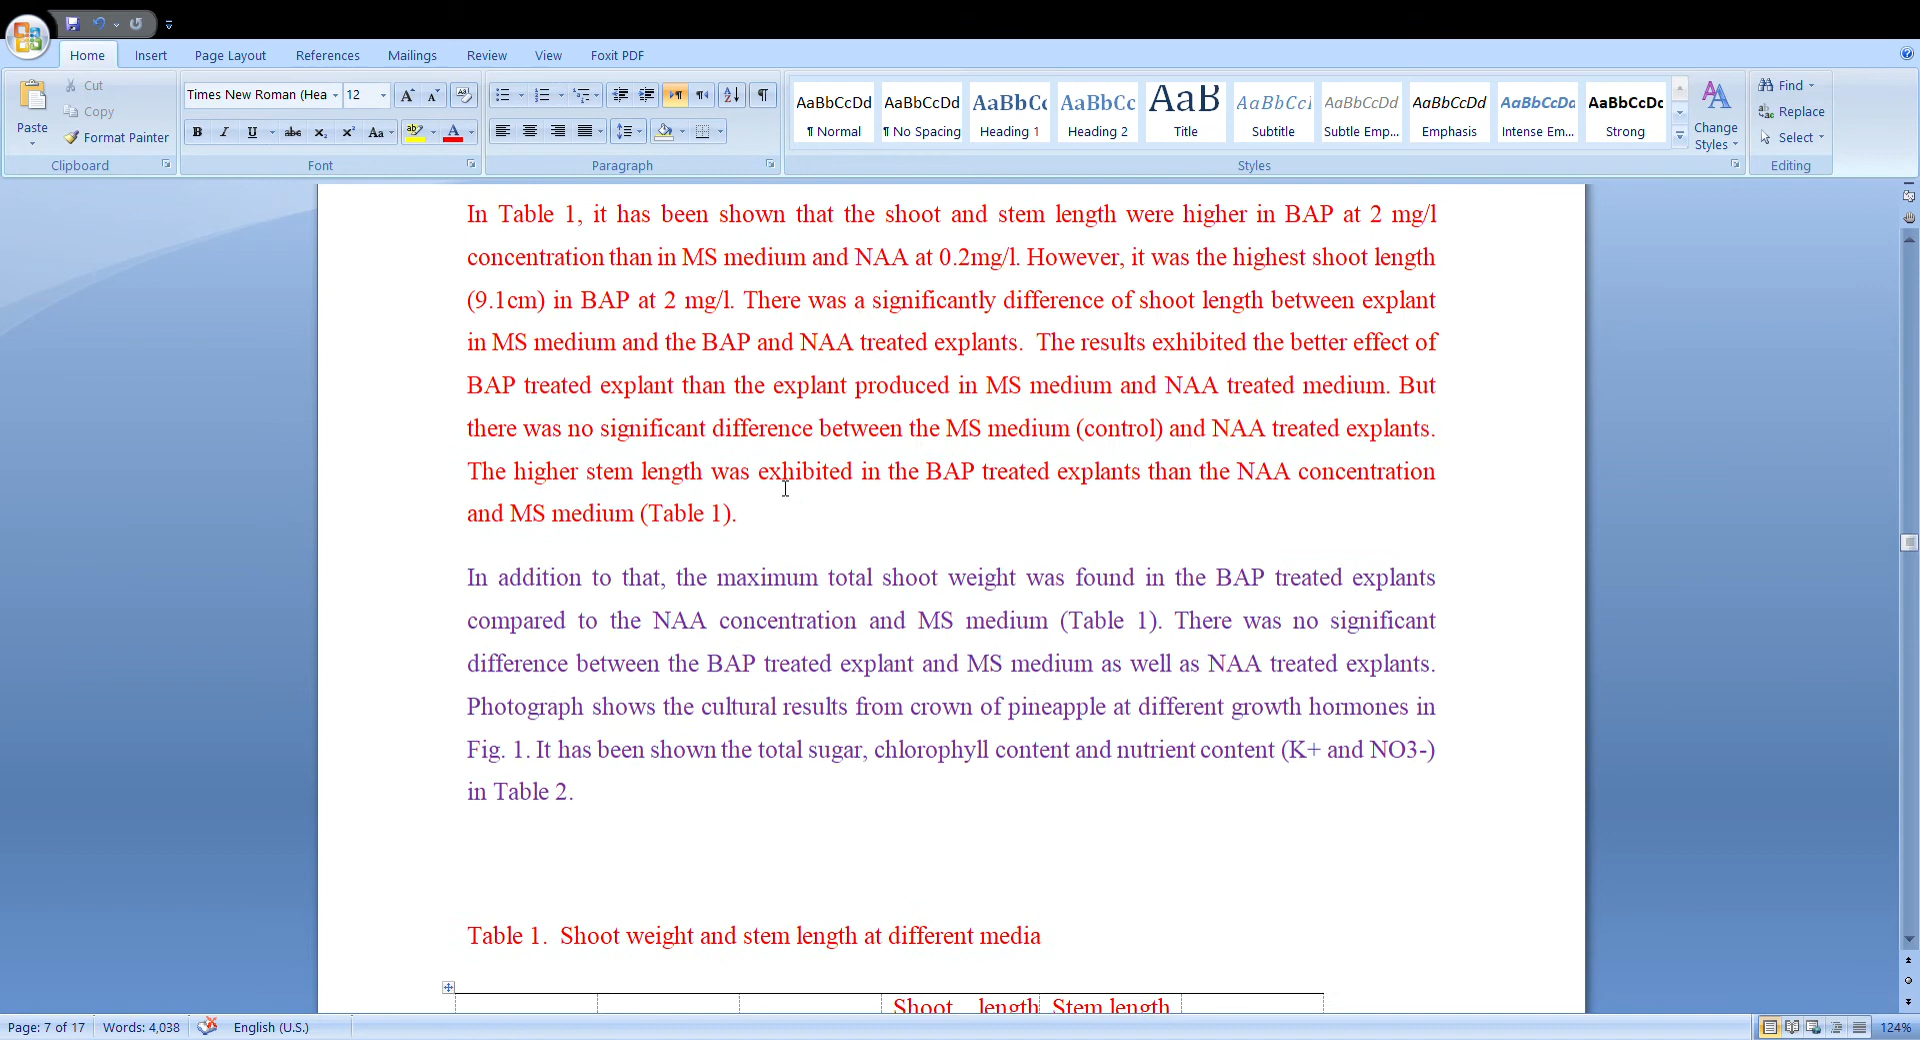 Home Insert Page Layout References Mailings Review View Foxit PDF
Paste
Cut
Copy
Format Painter
Clipboard
Times New Roman (Hea 12
Font
Paragraph
AaBbCcDd AaBbCcDd AaBbCc AaBbCc AaB AaBbCcI AaBbCcDd AaBbCcDd AaBbCcDc AaBbCcDc
¶ Normal ¶ No Spacing Heading 1 Heading 2 Title Subtitle Subtle Emp... Emphasis Intense Em... Strong
Change
Styles
Styles
Find
Replace
Select
Editing
In Table 1, it has been shown that the shoot and stem length were higher in BAP at 2 mg/l
concentration than in MS medium and NAA at 0.2mg/l. However, it was the highest shoot length
(9.1cm) in BAP at 2 mg/l. There was a significantly difference of shoot length between explant
in MS medium and the BAP and NAA treated explants. The results exhibited the better effect of
BAP treated explant than the explant produced in MS medium and NAA treated medium. But
there was no significant difference between the MS medium (control) and NAA treated explants.
The higher stem length was exhibited in the BAP treated explants than the NAA concentration
and MS medium (Table 1).
In addition to that, the maximum total shoot weight was found in the BAP treated explants
compared to the NAA concentration and MS medium (Table 1). There was no significant
difference between the BAP treated explant and MS medium as well as NAA treated explants.
Photograph shows the cultural results from crown of pineapple at different growth hormones in
Fig. 1. It has been shown the total sugar, chlorophyll content and nutrient content (K+ and NO3-)
in Table 2.
Table 1. Shoot weight and stem length at different media
Shoot length Stem length
Page: 7 of 17 Words: 4,038 English (U.S.) 124%